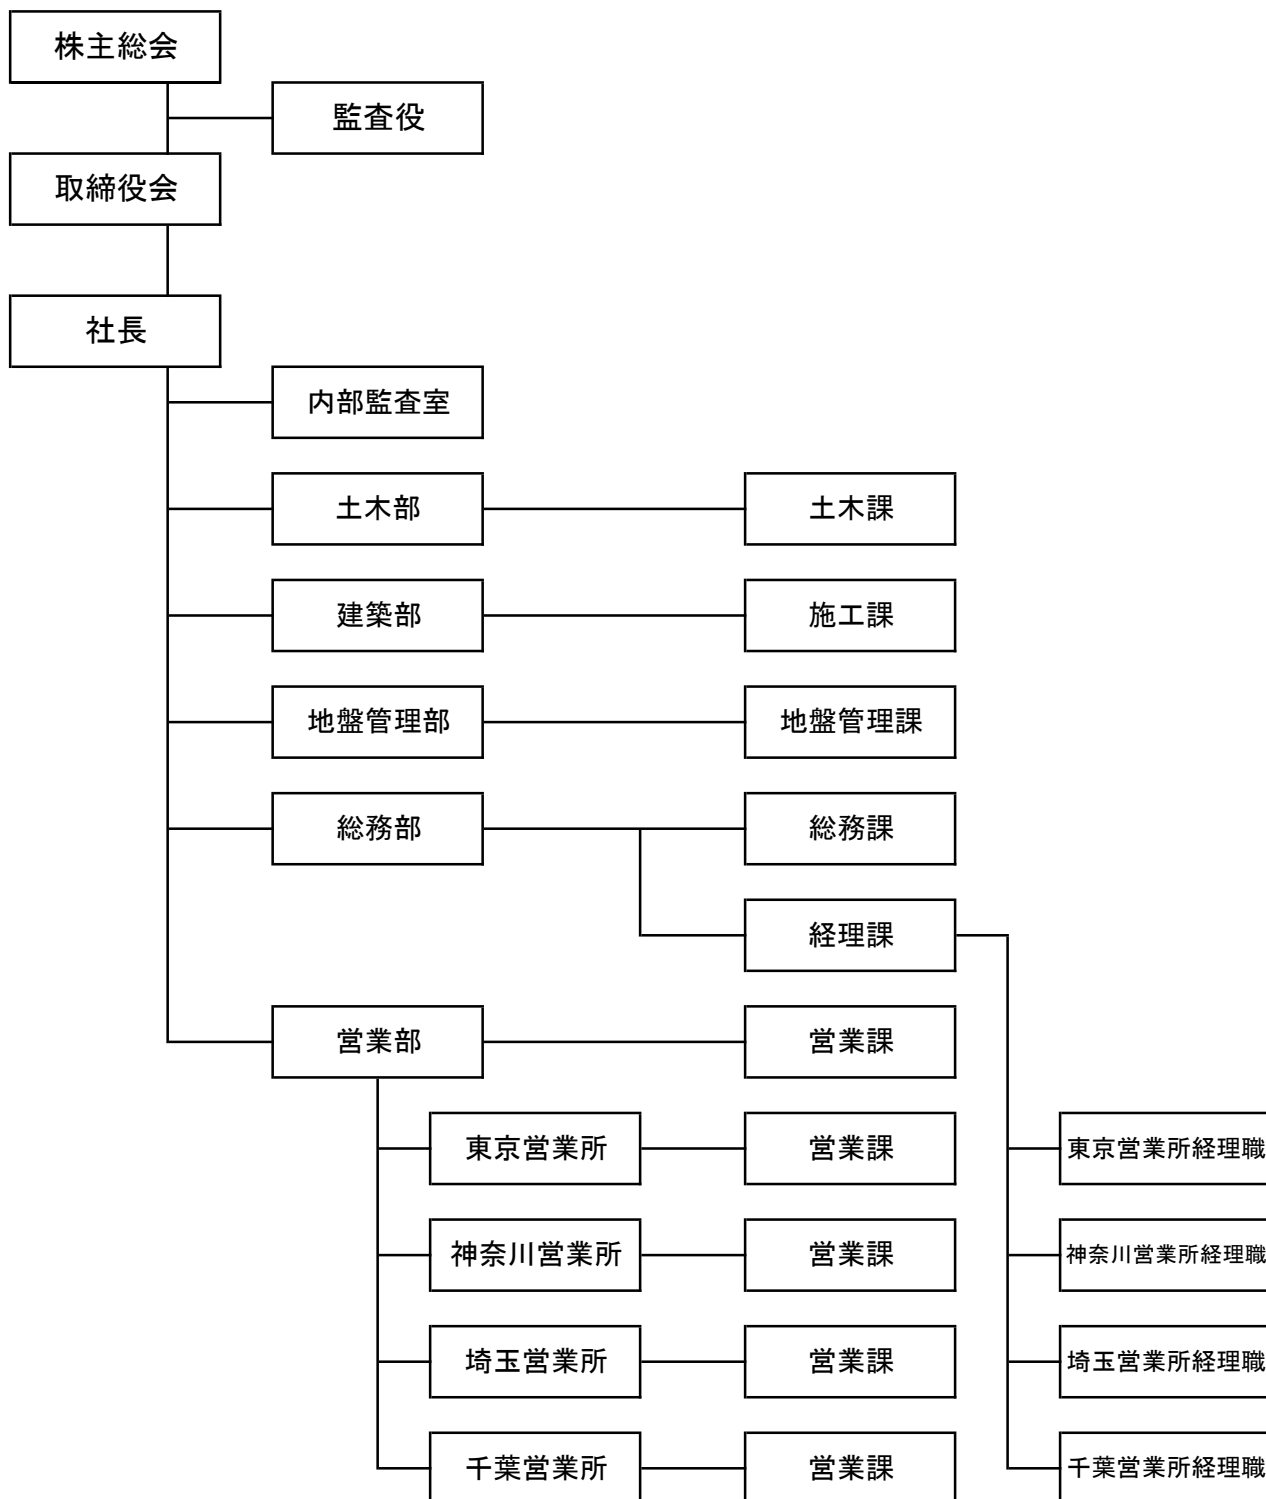 株主総会
監査役
取締役会
社長
内部監査室
土木部
土木課
建築部
施工課
地盤管理部
地盤管理課
総務部
総務課
経理課
営業部
営業課
東京営業所
営業課
東京営業所経理職
神奈川営業所
営業課
神奈川営業所経理職
埼玉営業所
営業課
埼玉営業所経理職
千葉営業所
営業課
千葉営業所経理職